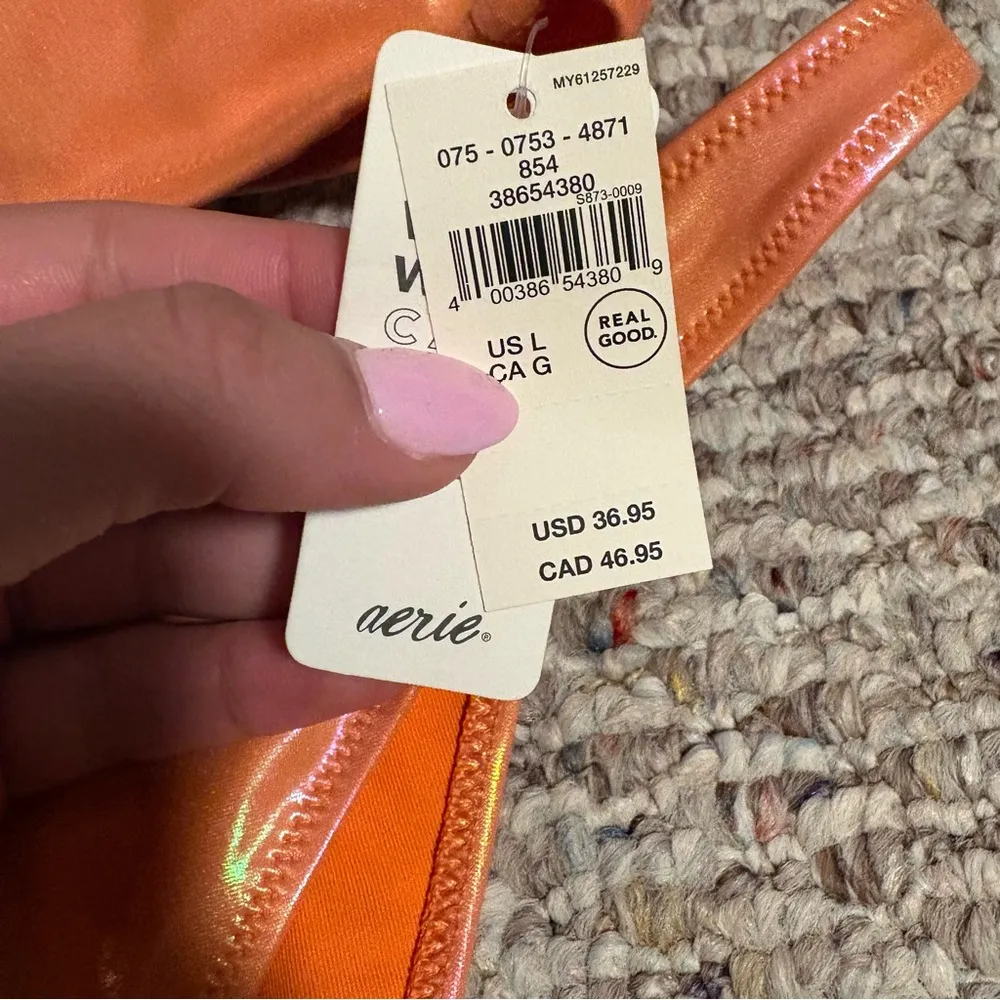 MY61257229
075 - 0753 - 4871
854
38654380
S873-0009
4 00386 54380 9
REAL
GOOD.
US L
CA G
USD 36.95
CAD 46.95
aerie®